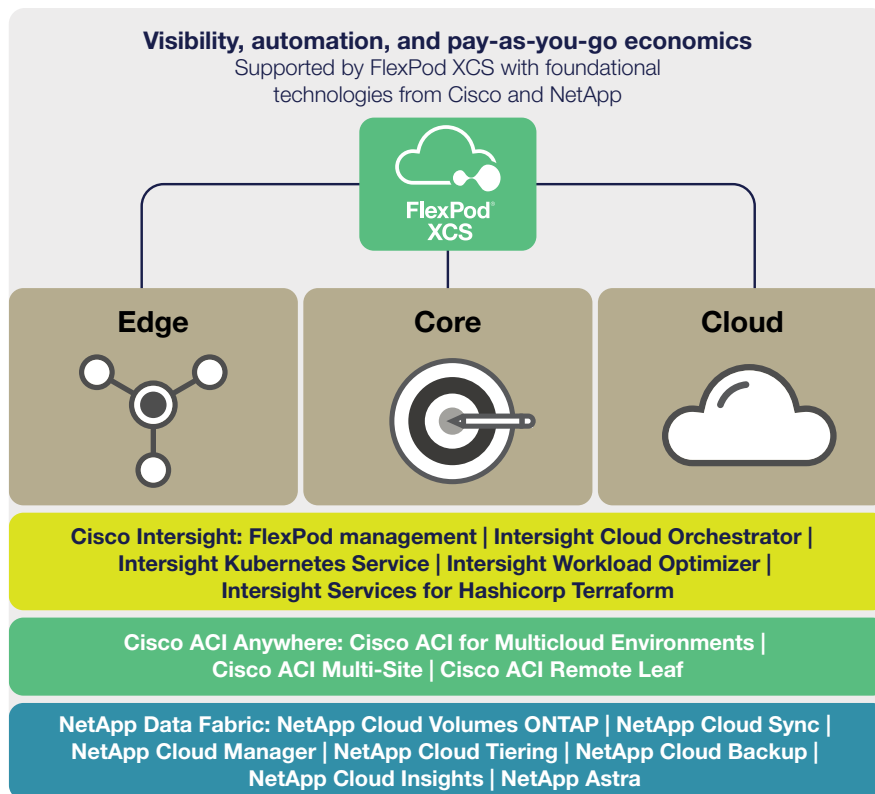 Visibility, automation, and pay-as-you-go economics
Supported by FlexPod XCS with foundational
technologies from Cisco and NetApp
FlexPod®
XCS
Edge
Core
Cloud
Cisco Intersight: FlexPod management | Intersight Cloud Orchestrator |
Intersight Kubernetes Service | Intersight Workload Optimizer |
Intersight Services for Hashicorp Terraform
Cisco ACI Anywhere: Cisco ACI for Multicloud Environments |
Cisco ACI Multi-Site | Cisco ACI Remote Leaf
NetApp Data Fabric: NetApp Cloud Volumes ONTAP | NetApp Cloud Sync |
NetApp Cloud Manager | NetApp Cloud Tiering | NetApp Cloud Backup |
NetApp Cloud Insights | NetApp Astra